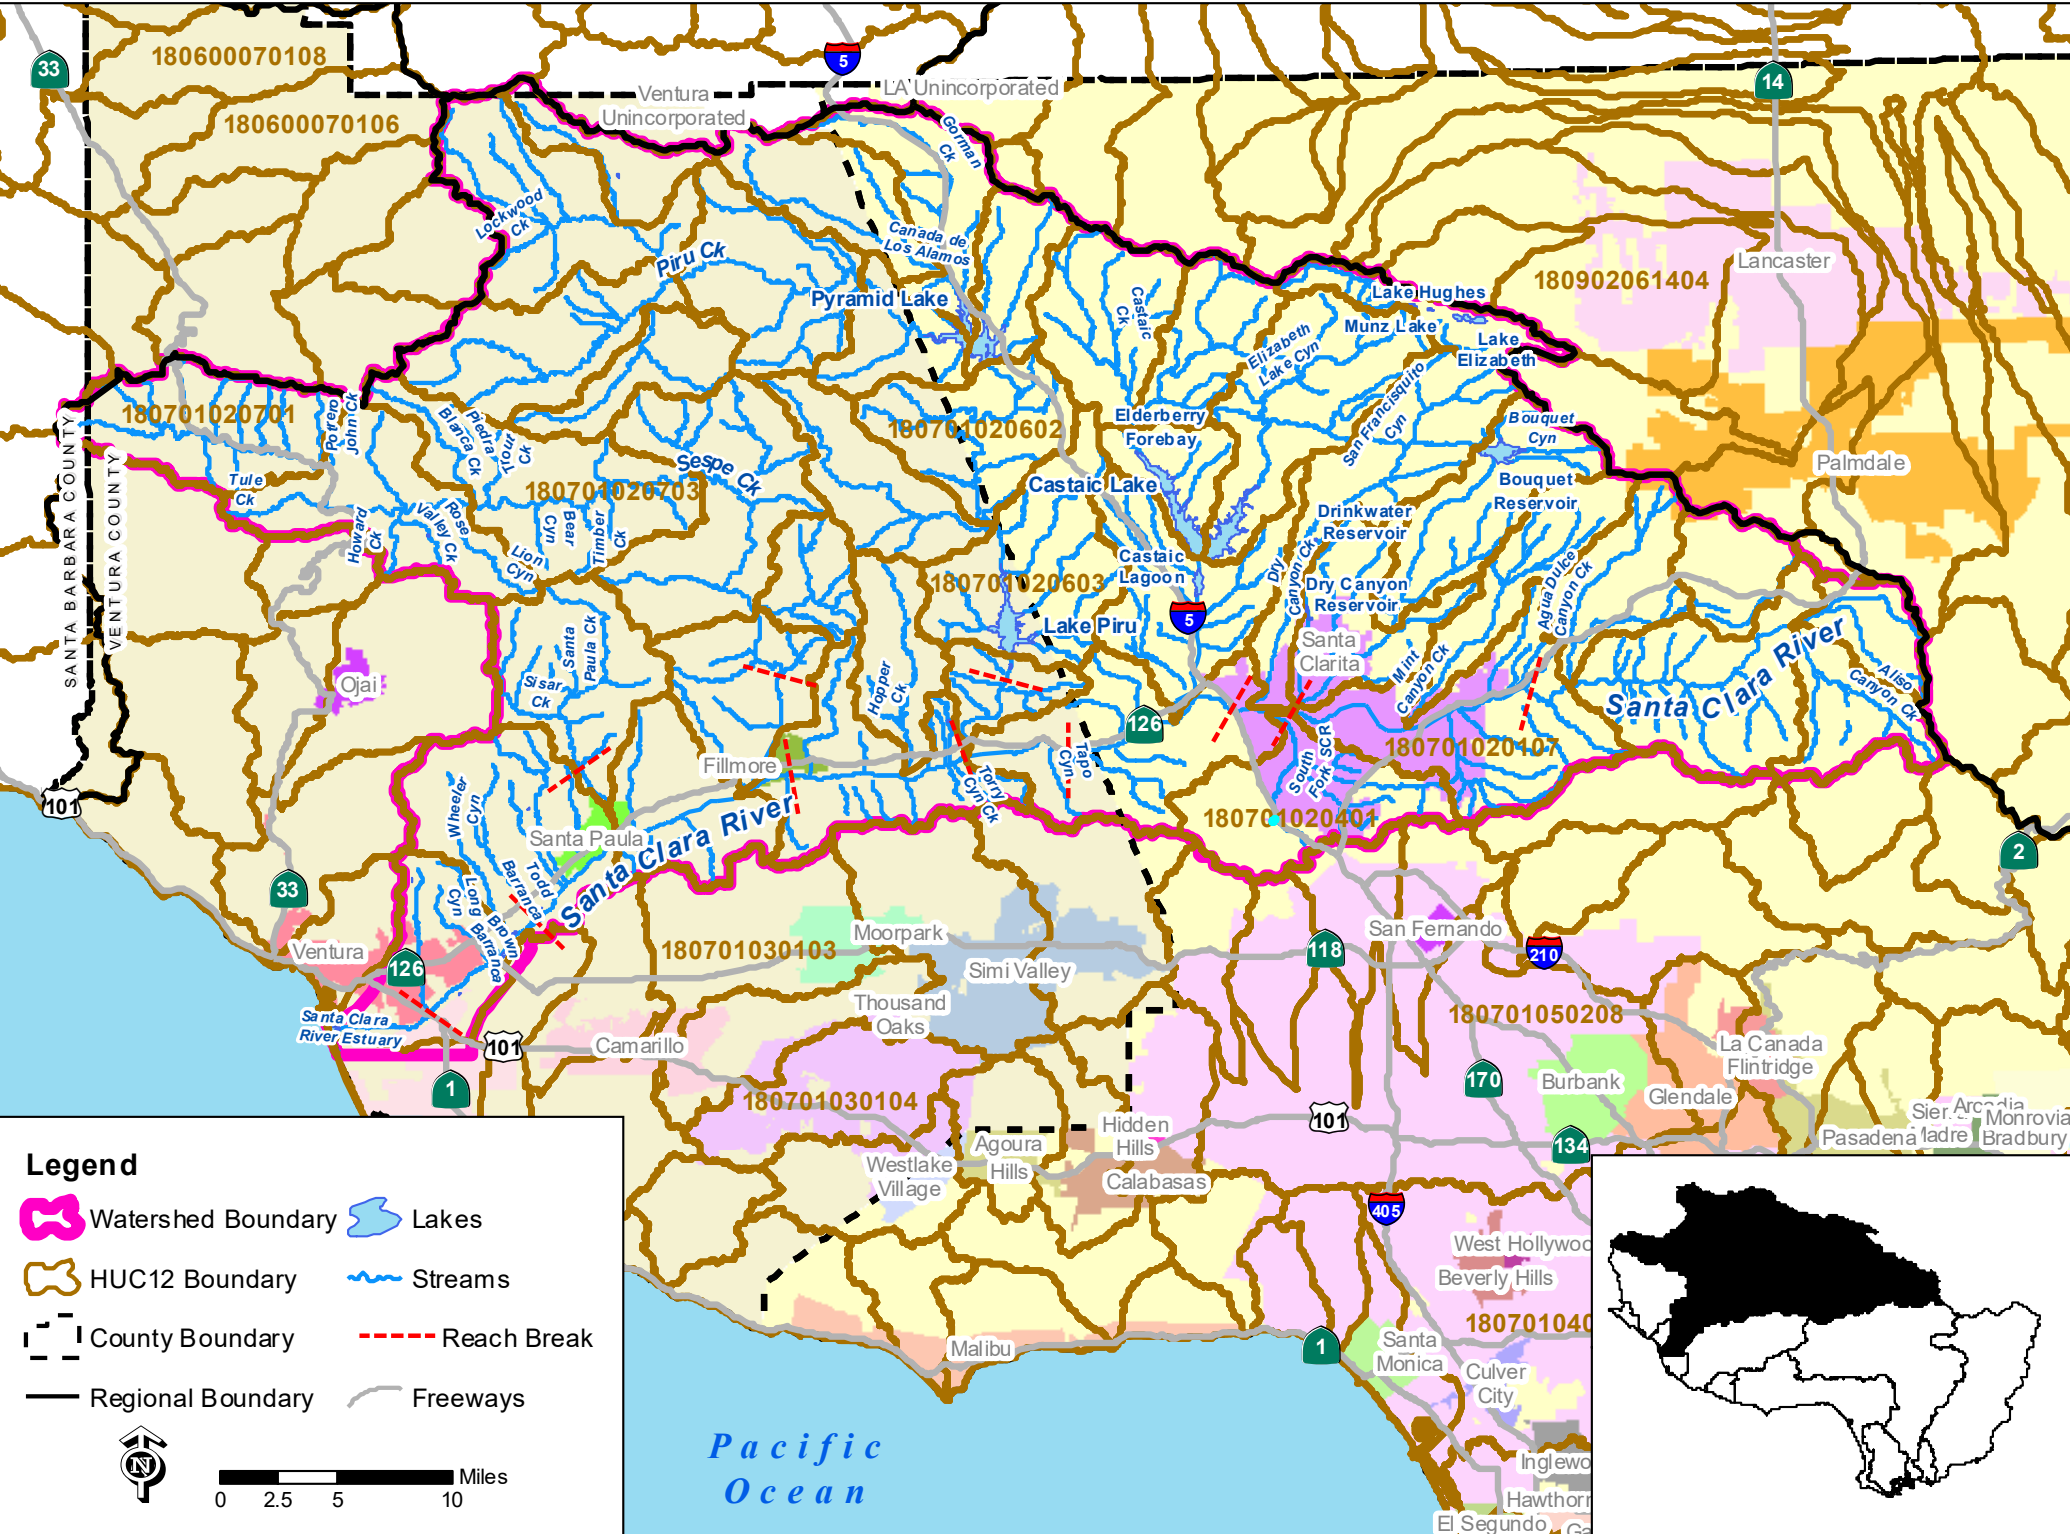 33
180600070108
5
Ventura
Unincorporated
LA Unincorporated
14
180600070106
Gorman
Ck
Lockwood
Ck
Canada de
Los Alamos
Piru Ck
Pyramid Lake
Castaic
Ck
Lake Hughes
Munz Lake
Lake
Elizabeth
Elizabeth
Lake Cyn
180902061404
Lancaster
180701020701
Potrero
John Ck
Piedra
Blanca Ck
Trout
Ck
180701020602
Elderberry
Forebay
San Francisquito
Cyn
Bouquet
Cyn
Palmdale
SANTA BARBARA COUNTY
VENTURA COUNTY
Tule
Ck
Sespe Ck
180701020703
Castaic Lake
Bouquet
Reservoir
Howard
Ck
Rose
Valley Ck
Lion
Cyn
Bear
Cyn
Timber
Ck
Drinkwater
Reservoir
Castaic
Lagoon
Dry
Canyon Ck
Dry Canyon
Reservoir
Agua Dulce
Canyon Ck
180701020603
Lake Piru
5
Santa
Clarita
Santa
Paula Ck
Ojai
Sisar
Ck
Hopper
Ck
Mint
Canyon Ck
Santa Clara River
Aliso
Canyon Ck
126
180701020107
Fillmore
Tapo
Cyn
Torry
Cyn Ck
South
Fork SCR
101
Wheeler
Cyn
Santa Paula
Santa Clara River
180701020401
2
33
Todd
Barranca
Long
Cyn
Brown
Barranca
Ventura
126
180701030103
Moorpark
Simi Valley
118
San Fernando
210
Santa Clara
River Estuary
101
Camarillo
Thousand
Oaks
180701050208
La Canada
Flintridge
1
170
Burbank
Glendale
180701030104
101
Hidden
Hills
Agoura
Hills
134
Pasadena
Madre
Arcadia
Monrovia
Bradbury
Westlake
Village
Calabasas
405
West Hollywoo
Beverly Hills
180701040
Malibu
1
Santa
Monica
Culver
City
Inglewo
Hawthorn
El Segundo
Ga
Pacific
Ocean
Legend
Watershed Boundary
Lakes
HUC12 Boundary
Streams
County Boundary
Reach Break
Regional Boundary
Freeways
N
Miles
0 2.5 5 10